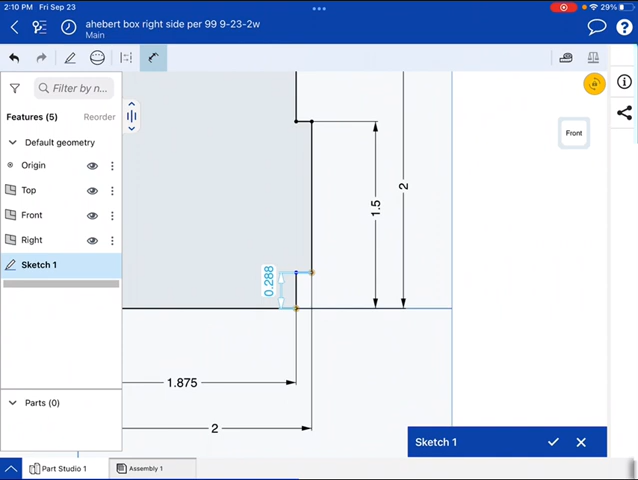 2:10 PM Fri Sep 23
29%
ahebert box right side per 99 9-23-2w
Main
Filter by n...
Features (5)
Reorder
Default geometry
Origin
Top
Front
Right
Sketch 1
Parts (0)
Front
1.5
2
0.288
1.875
2
Sketch 1
Part Studio 1
Assembly 1